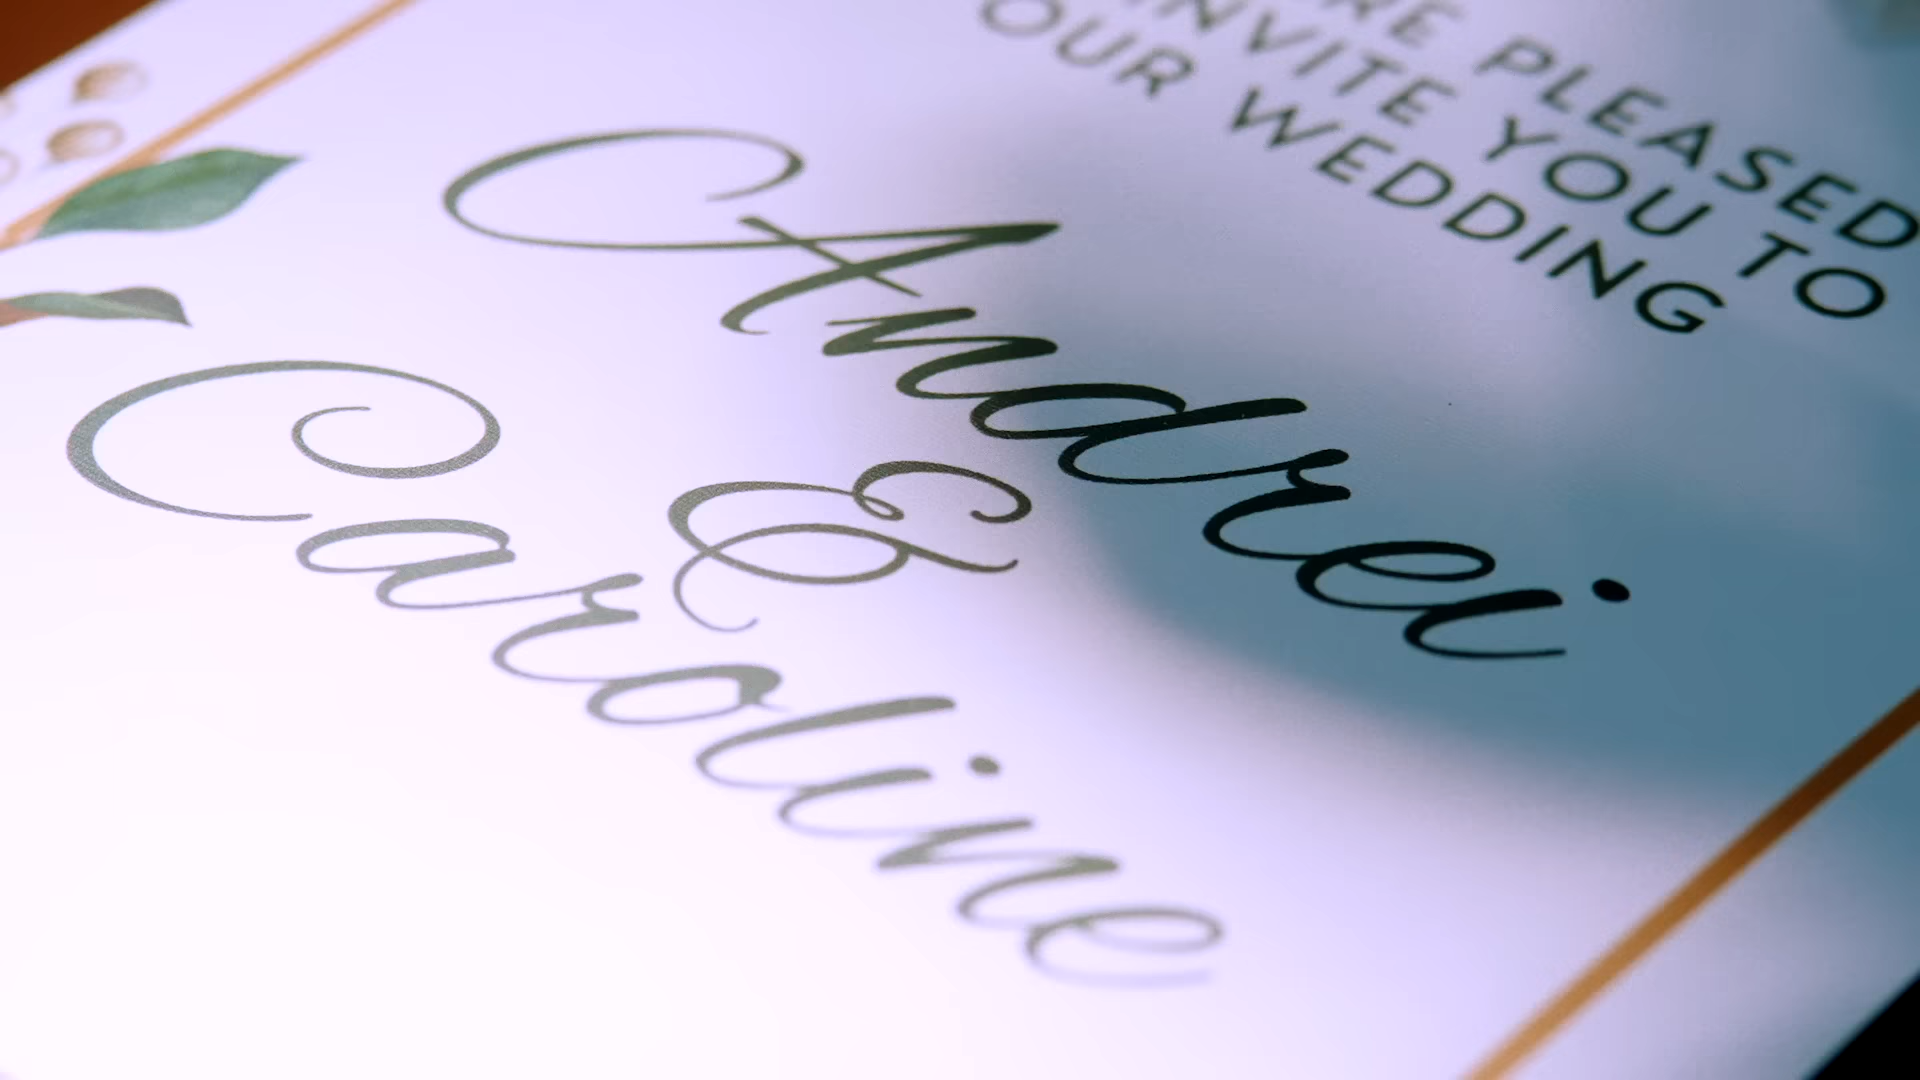 RE PLEASED
INVITE YOU TO
OUR WEDDING
Andrei
&
Caroline